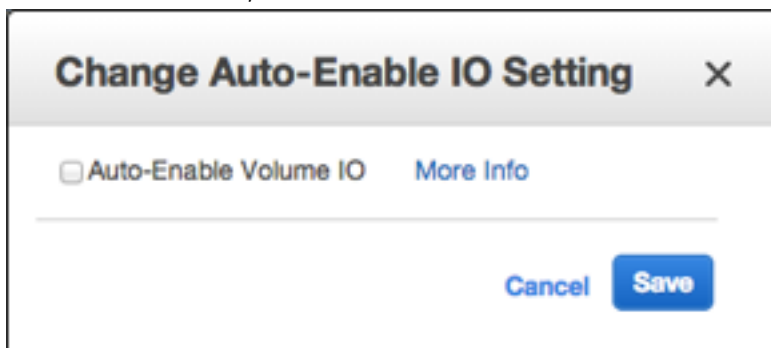 Change Auto-Enable IO Setting ×
Auto-Enable Volume IO More Info
Cancel Save